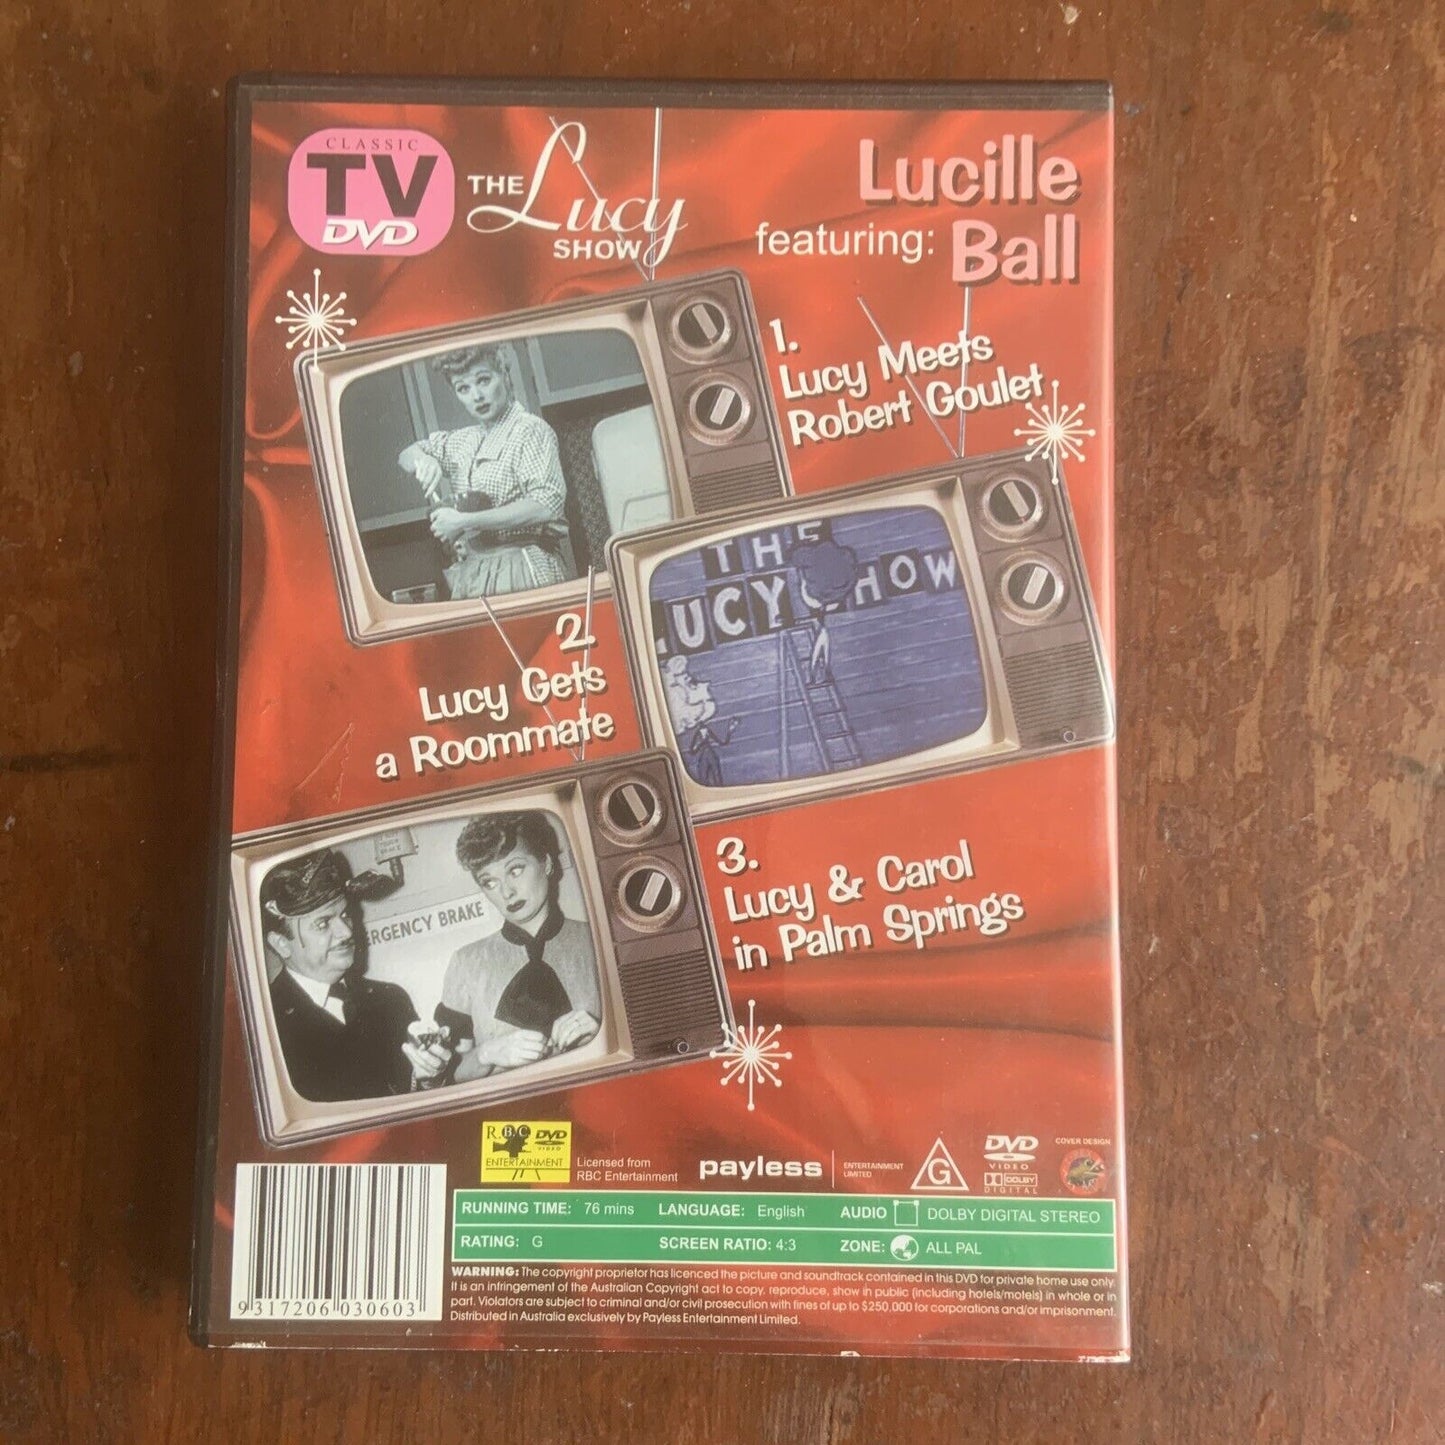 CLASSIC
TV
DVD
THE Lucy
SHOW
Lucille
featuring: Ball
1.
Lucy Meets
Robert Goulet
THE
LUCY SHOW
2.
Lucy Gets
a Roommate
ERGENCY BRAKE
3.
Lucy & Carol
in Palm Springs
R.B.C. DVD
VIDEO
ENTERTAINMENT
Licensed from
RBC Entertainment
payless
ENTERTAINMENT
LIMITED
G
DVD
VIDEO
DOLBY
DIGITAL
COVER DESIGN
RUNNING TIME: 76 mins LANGUAGE: English AUDIO DOLBY DIGITAL STEREO
RATING: G SCREEN RATIO: 4:3 ZONE: ALL PAL
WARNING: The copyright proprietor has licenced the picture and soundtrack contained in this DVD for private home use only.
It is an infringement of the Australian Copyright act to copy, reproduce, show in public (including hotels/motels) in whole or in
part. Violators are subject to criminal and/or civil prosecution with fines of up to $250,000 for corporations and/or imprisonment.
Distributed in Australia exclusively by Payless Entertainment Limited.
9 317206 030603